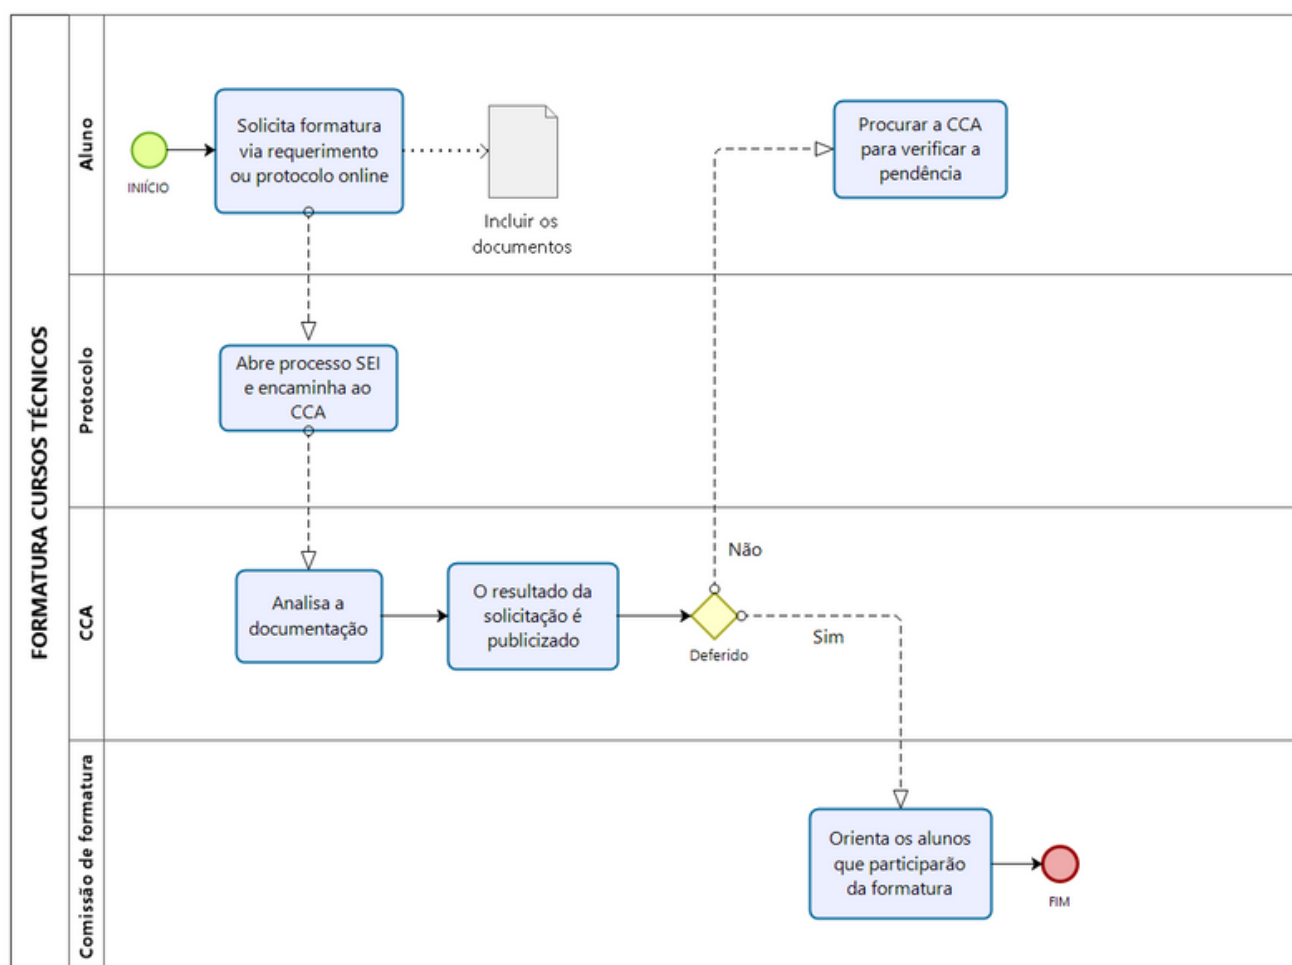 FORMATURA CURSOS TÉCNICOS
Aluno
INIÍCIO
Solicita formatura
via requerimento
ou protocolo online
Incluir os
documentos
Procurar a CCA
para verificar a
pendência
Protocolo
Abre processo SEI
e encaminha ao
CCA
CCA
Analisa a
documentação
O resultado da
solicitação é
publicizado
Deferido
Não
Sim
Comissão de formatura
Orienta os alunos
que participarão
da formatura
FIM